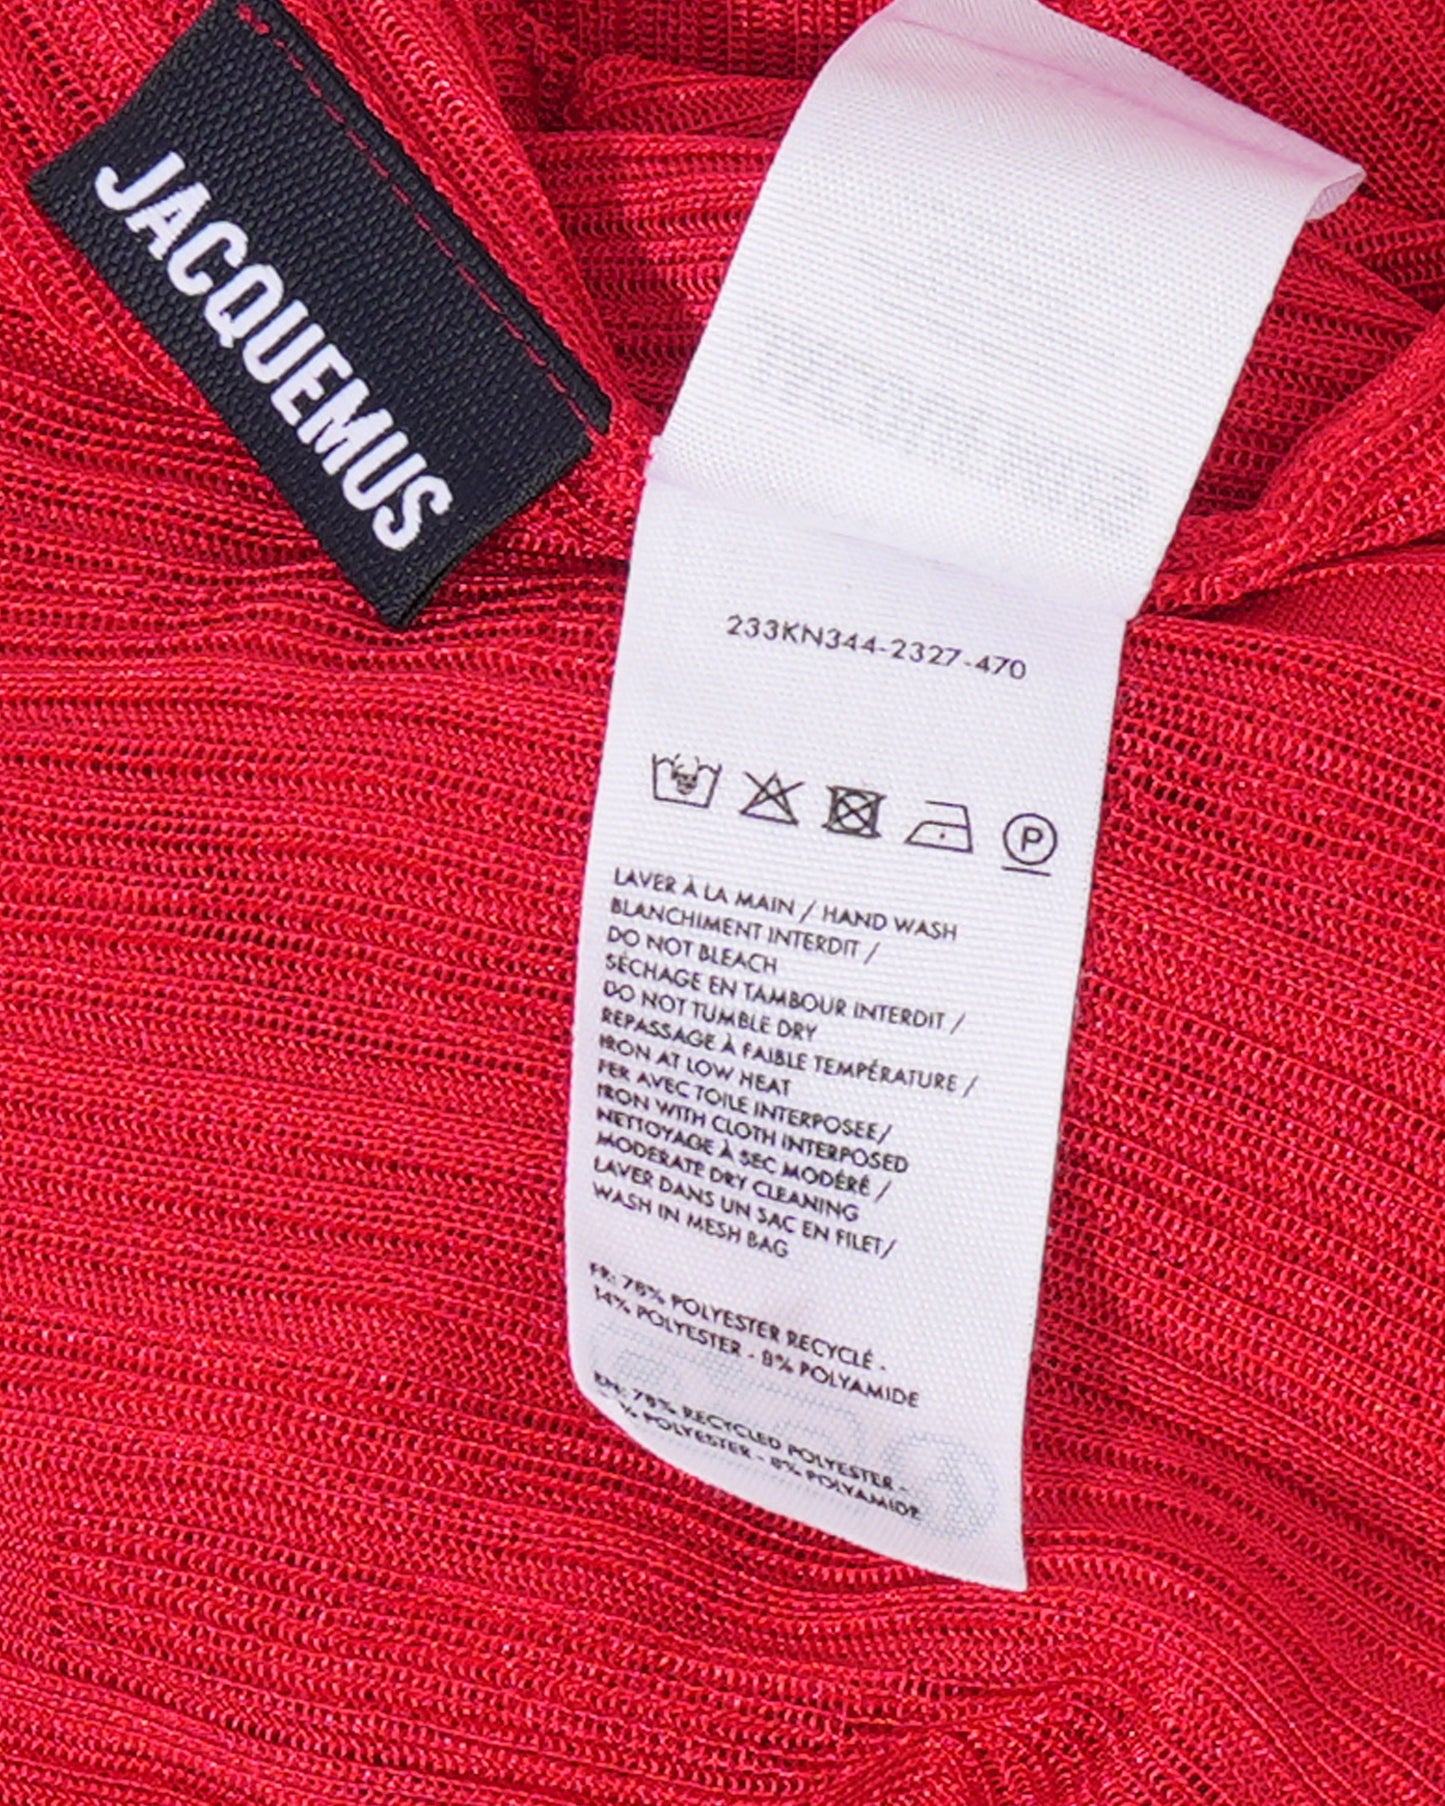 JACQUEMUS
233KN344-2327-470
P
LAVER À LA MAIN / HAND WASH
BLANCHIMENT INTERDIT /
DO NOT BLEACH
SÉCHAGE EN TAMBOUR INTERDIT /
DO NOT TUMBLE DRY
REPASSAGE À FAIBLE TEMPÉRATURE /
IRON AT LOW HEAT
FER AVEC TOILE INTERPOSEE/
IRON WITH CLOTH INTERPOSED
NETTOYAGE À SEC MODÉRÉ /
MODERATE DRY CLEANING
LAVER DANS UN SAC EN FILET/
WASH IN MESH BAG
FR: 78% POLYESTER RECYCLÉ -
14% POLYESTER - 8% POLYAMIDE
EN: 78% RECYCLED POLYESTER -
% POLYESTER - 8% POLYAMIDE